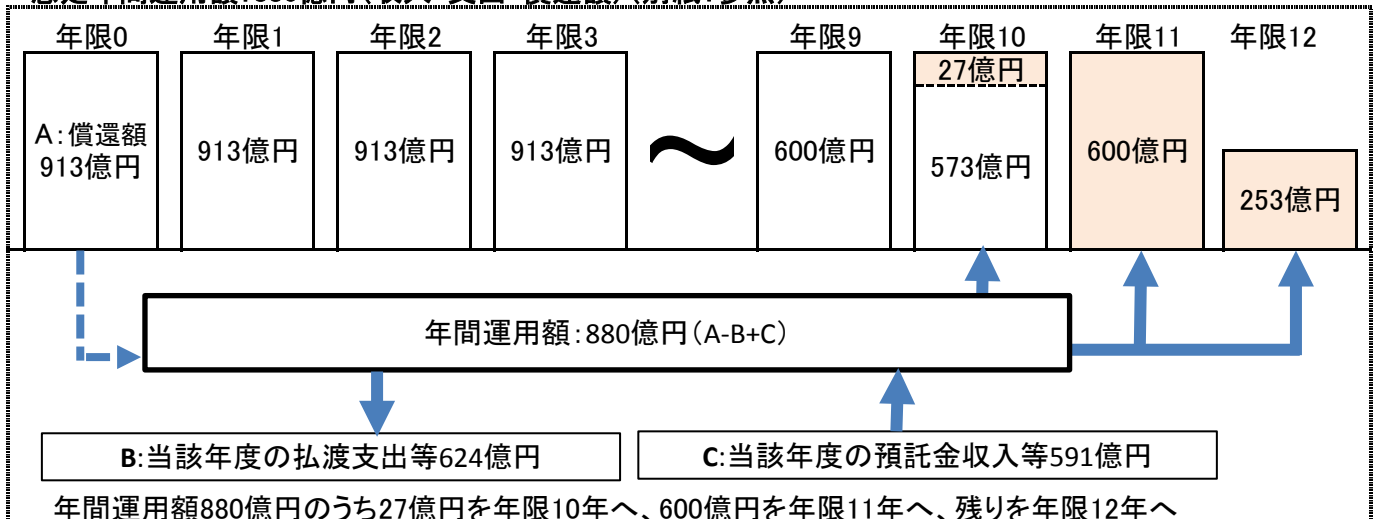 年限0 年限1 年限2 年限3 年限9 年限10 年限11 年限12
27億円
A:償還額
913億円
913億円 913億円 913億円 〜 600億円 573億円 600億円 253億円
年間運用額:880億円(A-B+C)
B:当該年度の払渡支出等624億円 C:当該年度の預託金収入等591億円
年間運用額880億円のうち27億円を年限10年へ、600億円を年限11年へ、残りを年限12年へ